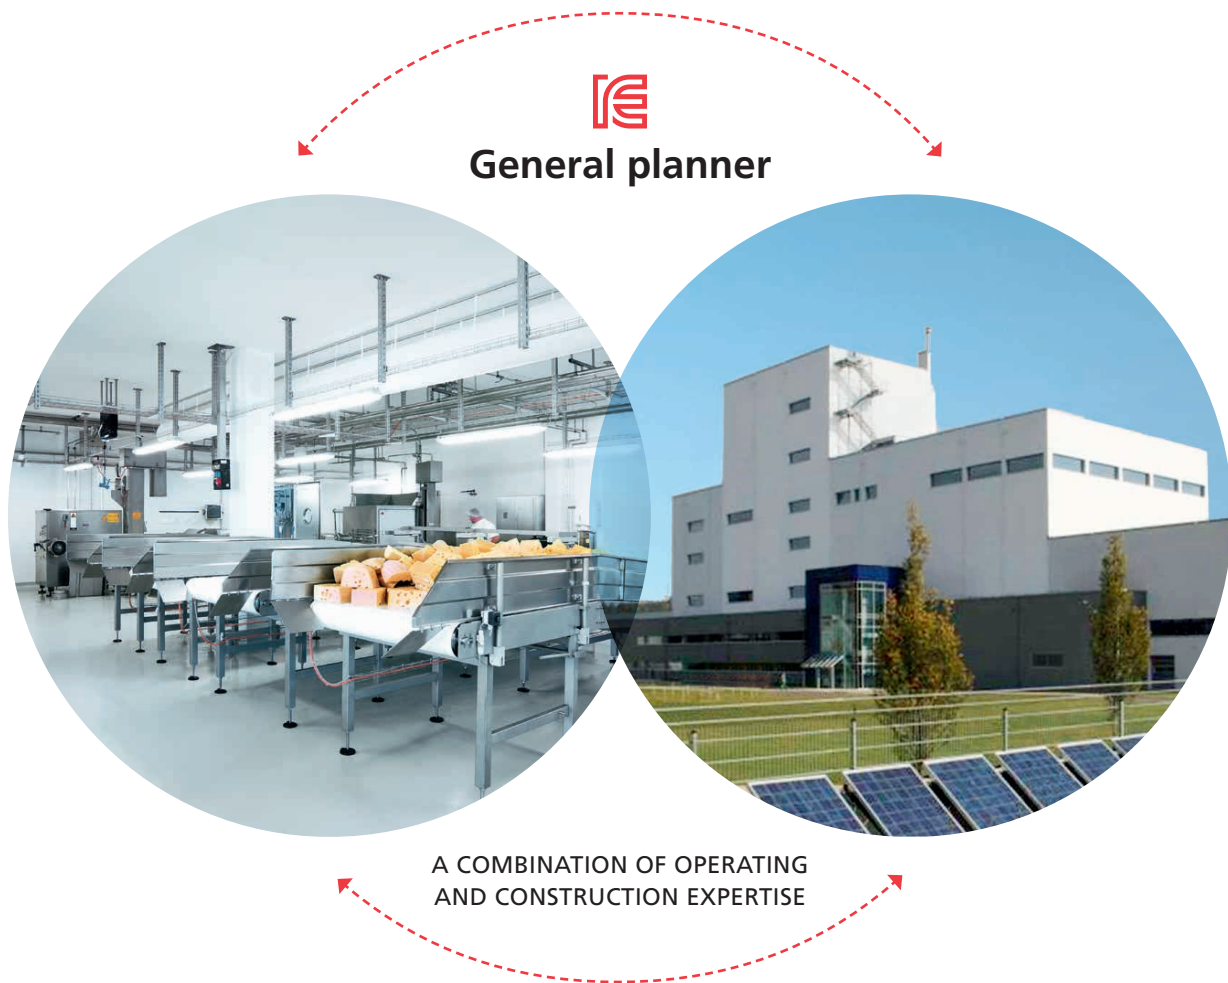 General planner
A COMBINATION OF OPERATING
AND CONSTRUCTION EXPERTISE